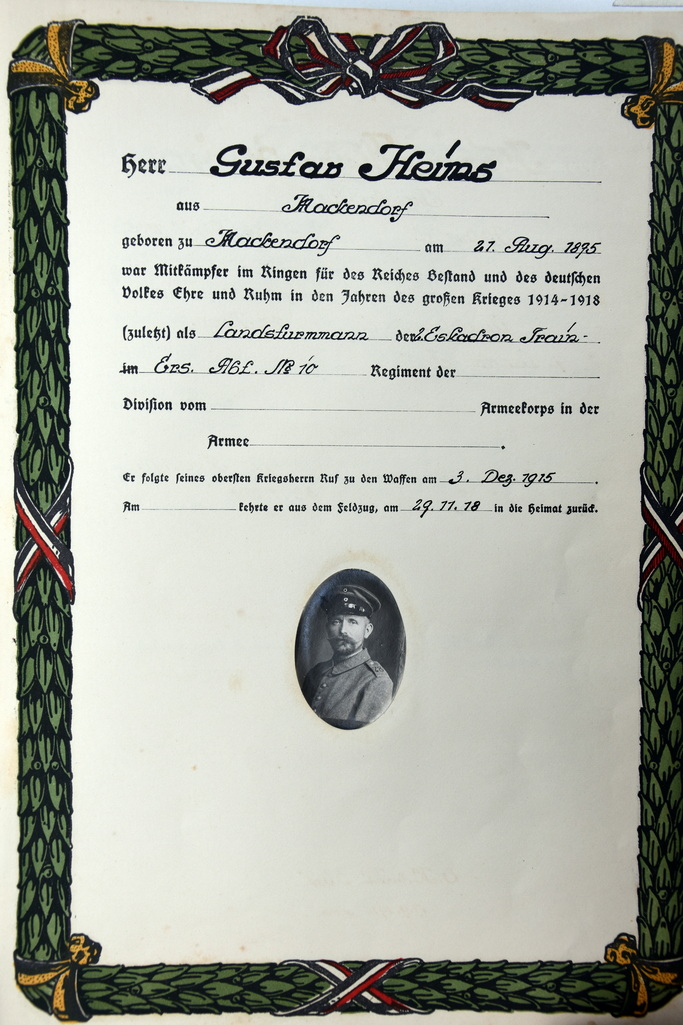 Herr Gustav Heims
aus Mackendorf
geboren zu Mackendorf am 21. Aug. 1895
war Mitkämpfer im Ringen für des Reiches Bestand und des deutschen
Volkes Ehre und Ruhm in den Jahren des großen Krieges 1914-1918
(zuletzt) als Landsturmmann der 2. Eskadron Train-
im Ers. Abt. № 10 Regiment der
Division vom Armeekorps in der
Armee .
Er folgte seines obersten Kriegsherrn Ruf zu den Waffen am 3. Dez. 1915 .
Am kehrte er aus dem Feldzug, am 29.11.18 in die Heimat zurück.